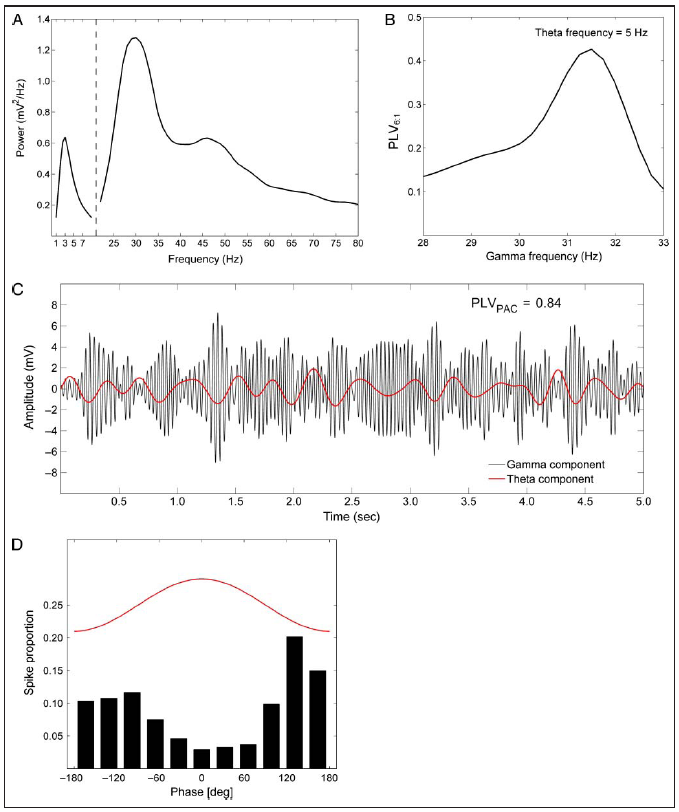 A
1.4
1.2
1.0
0.8
0.6
0.4
0.2
Power (mV2/Hz)
1 3 5 7 25 30 35 40 45 50 55 60 65 70 75 80
Frequency (Hz)
B
Theta frequency = 5 Hz
0.5
0.4
0.3
0.2
0.1
PLV6:1
28 29 30 31 32 33
Gamma frequency (Hz)
C
PLVPAC = 0.84
8
6
4
2
0
−2
−4
−6
−8
Amplitude (mV)
Gamma component
Theta component
0.5 1.0 1.5 2.0 2.5 3.0 3.5 4.0 4.5 5.0
Time (sec)
D
0.25
0.20
0.15
0.10
0.05
Spike proportion
−180 −120 −60 0 60 120 180
Phase [deg]